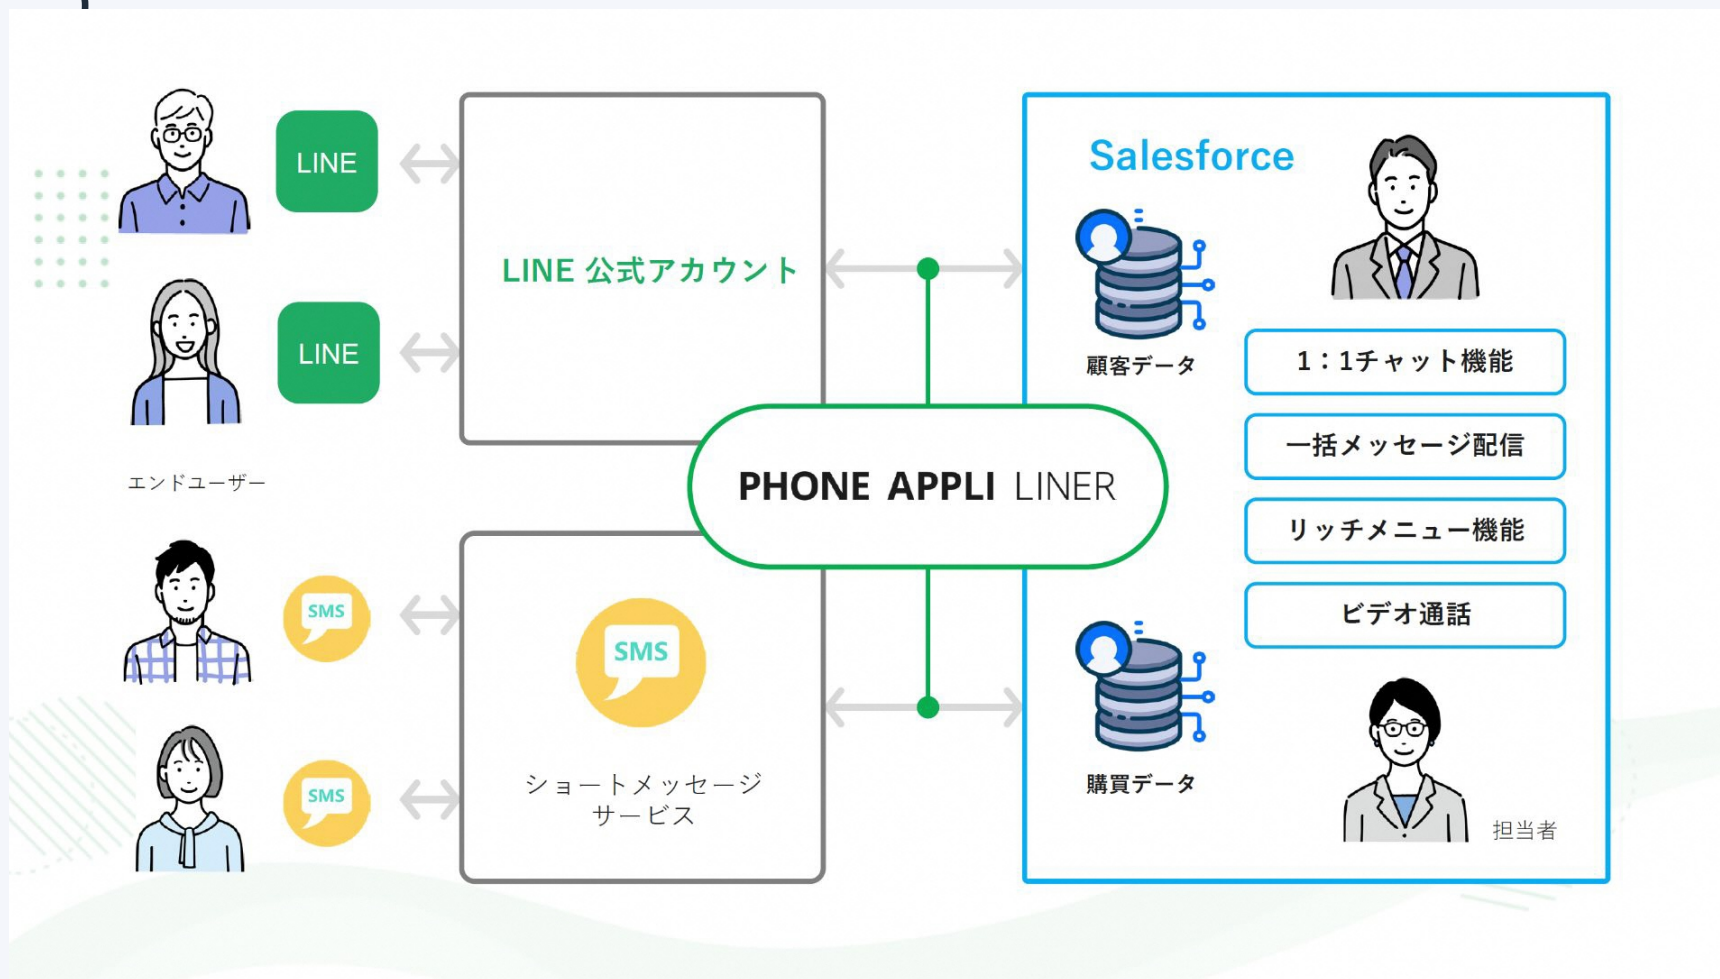 LINE
LINE
エンドユーザー
SMS
SMS
LINE 公式アカウント
SMS
ショートメッセージ
サービス
PHONE APPLI LINER
Salesforce
顧客データ
1：1チャット機能
一括メッセージ配信
リッチメニュー機能
ビデオ通話
購買データ
担当者